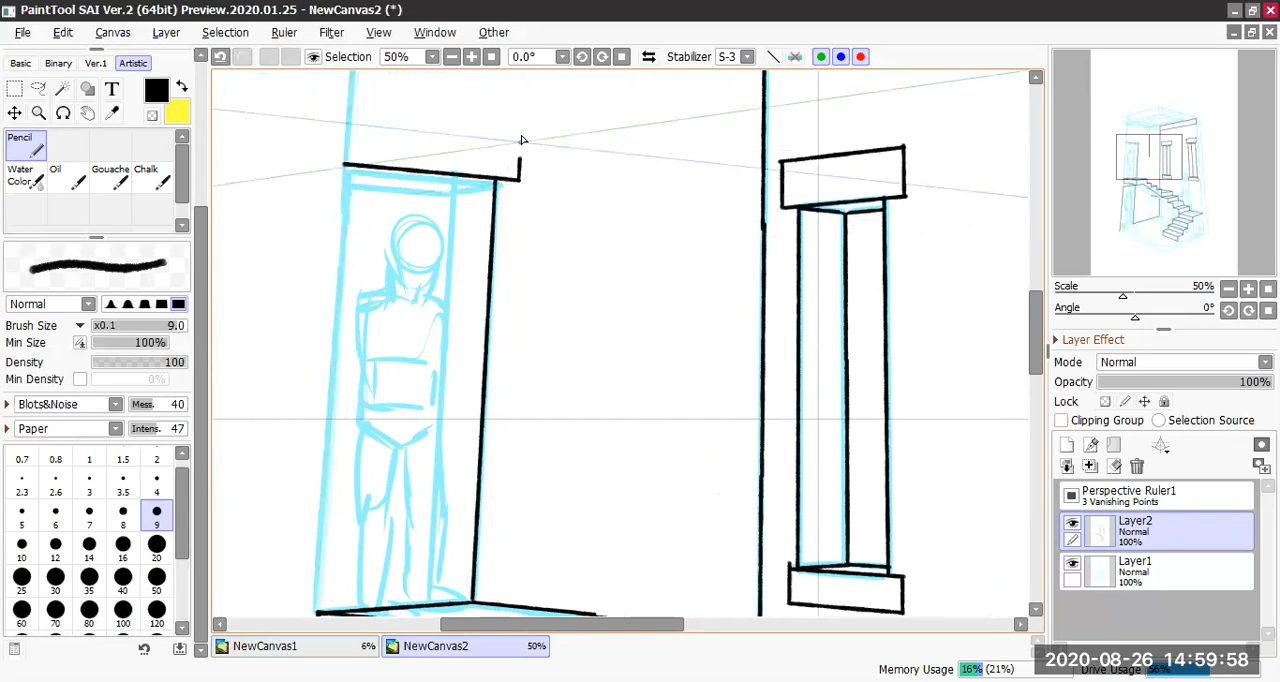 PaintTool SAI Ver.2 (64bit) Preview.2020.01.25 - NewCanvas2 (*)
File Edit Canvas Layer Selection Ruler Filter View Window Other
Basic Binary Ver.1 Artistic
Selection 50% 0.0° Stabilizer S-3
T
Pencil
Water Color Oil Gouache Chalk
Normal
Brush Size x0.1 9.0
Min Size 100%
Density 100
Min Density 0%
Blots&Noise Mess. 40
Paper Intens. 47
0.7 0.8 1 1.5 2
2.3 2.6 3 3.5 4
5 6 7 8 9
10 12 14 16 20
25 30 35 40 50
60 70 80 100 120
Scale 50%
Angle 0°
Layer Effect
Mode Normal
Opacity 100%
Lock
Clipping Group Selection Source
Perspective Ruler1
3 Vanishing Points
Layer2
Normal
100%
Layer1
Normal
100%
NewCanvas1 6% NewCanvas2 50%
Memory Usage 16% (21%) Drive Usage 56%
2020-08-26 14:59:58